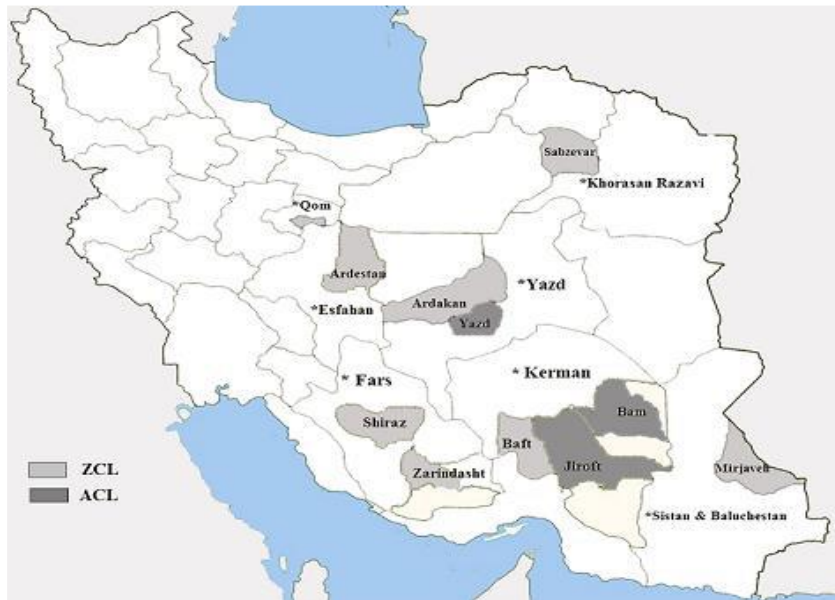 Sabzevar
*Khorasan Razavi
*Qom
Ardestan
*Esfahan
Ardakan
*Yazd
Yazd
* Fars
* Kerman
Shiraz
Bam
Baft
Jiroft
Zarindasht
Mirjaveh
*Sistan & Baluchestan
ZCL
ACL